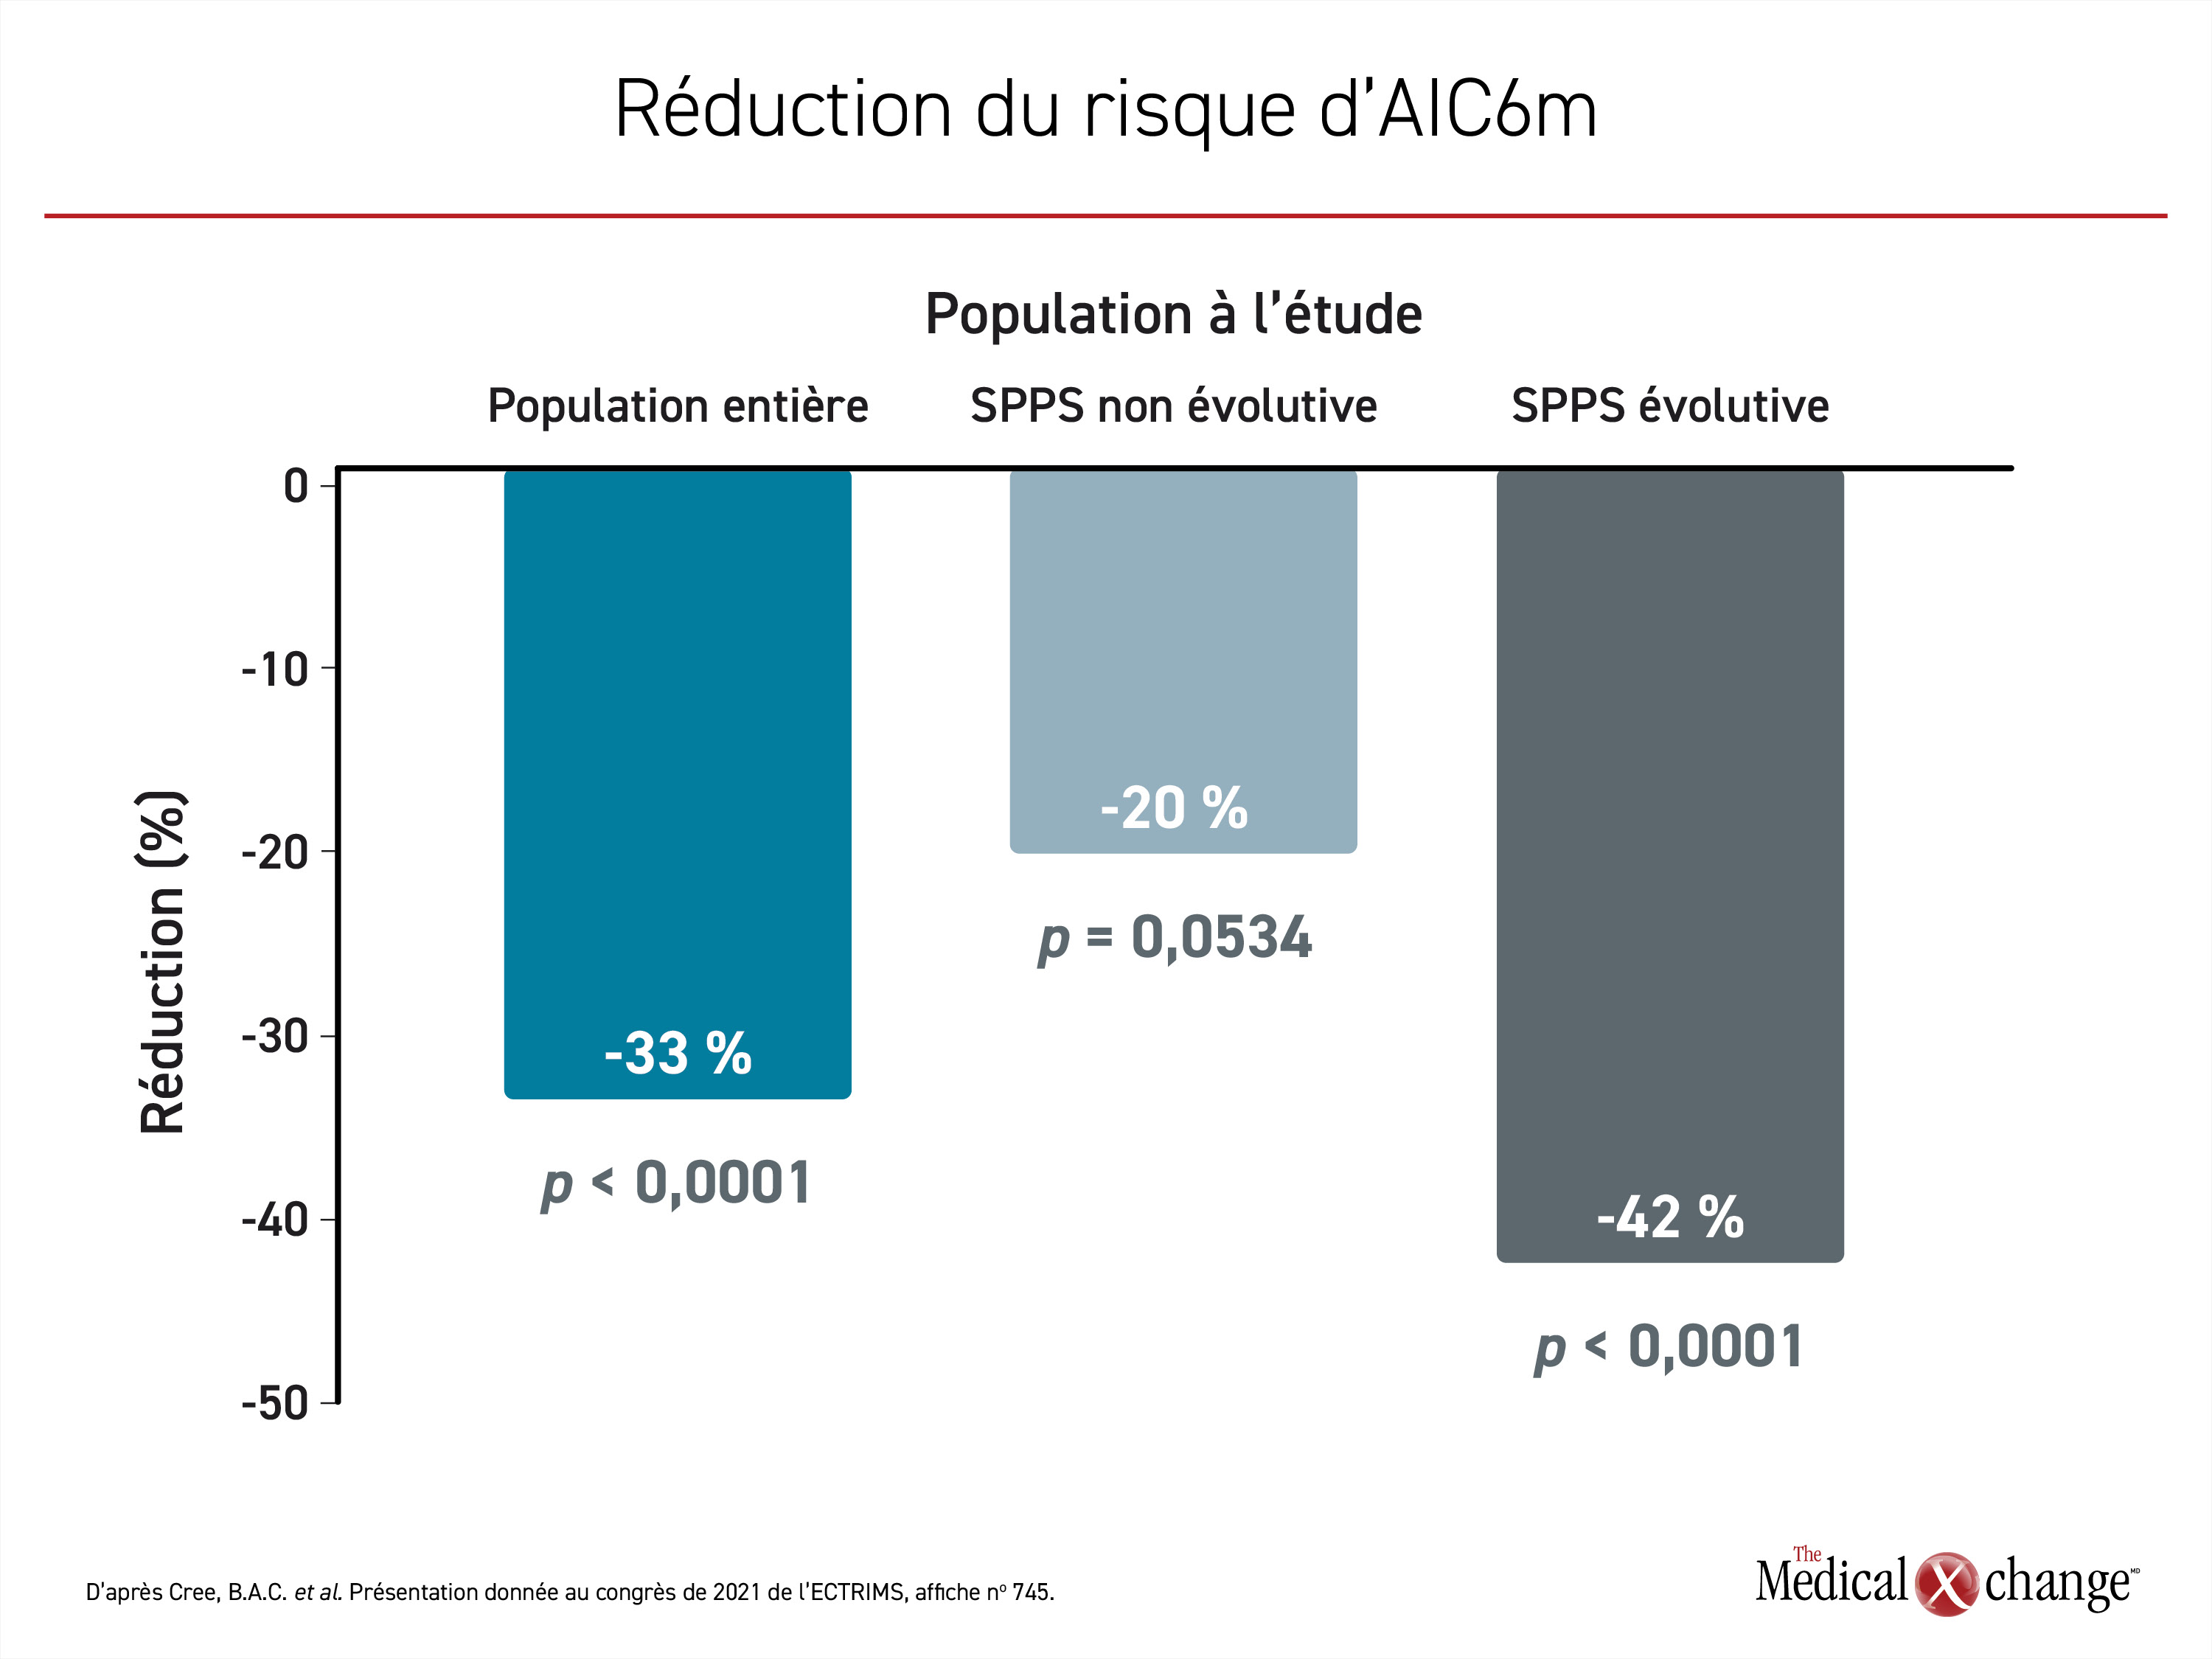 Réduction du risque d’AIC6m
Population à l’étude
Population entière
SPPS non évolutive
SPPS évolutive
Réduction (%)
0
-10
-20
-30
-40
-50
-33 %
p < 0,0001
-20 %
p = 0,0534
-42 %
p < 0,0001
D’après Cree, B.A.C. et al. Présentation donnée au congrès de 2021 de l’ECTRIMS, affiche nº 745.
The
Medical X change MD